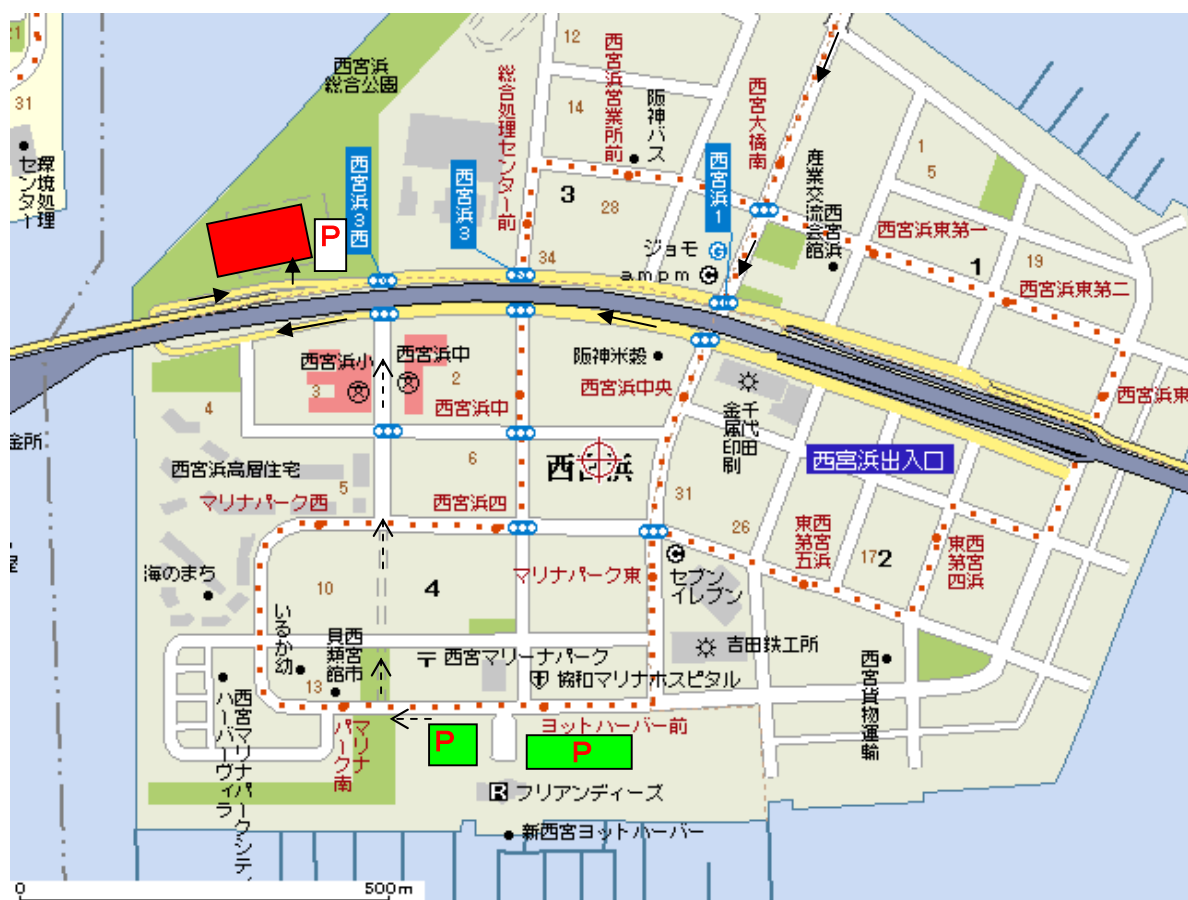 西宮浜
総合公園
総合処理センター前
12
14
西宮浜営業所前
阪神バス
西宮大橋南
31
環境処理
センター
西宮浜3西
西宮浜3
西宮浜1
P
3
28
34
ジョモ
G
ampm
C
西宮浜
産業交流会館
1
5
西宮浜東第一
1
19
西宮浜東第二
西宮浜東
西宮浜小
文
3
西宮浜中
文
2
西宮浜中
阪神米穀
西宮浜中央
千代田
金属印刷
西宮浜出入口
4
金所
西宮浜高層住宅
5
6
西宮浜
マリナパーク西
西宮浜四
31
26
西宮浜
東第五
17
2
西宮浜
東第四
海のまち
10
4
マリナパーク東
C
セブン
イレブン
いるか幼
西宮市
貝類館
13
〒西宮マリーナパーク
協和マリナホスピタル
吉田鉄工所
西宮貨物運輸
西宮マリナパークシティ
ハーバーヴィラ
マリナ
パーク南
P
ヨットハーバー前
P
R フリアンディーズ
新西宮ヨットハーバー
0
500m